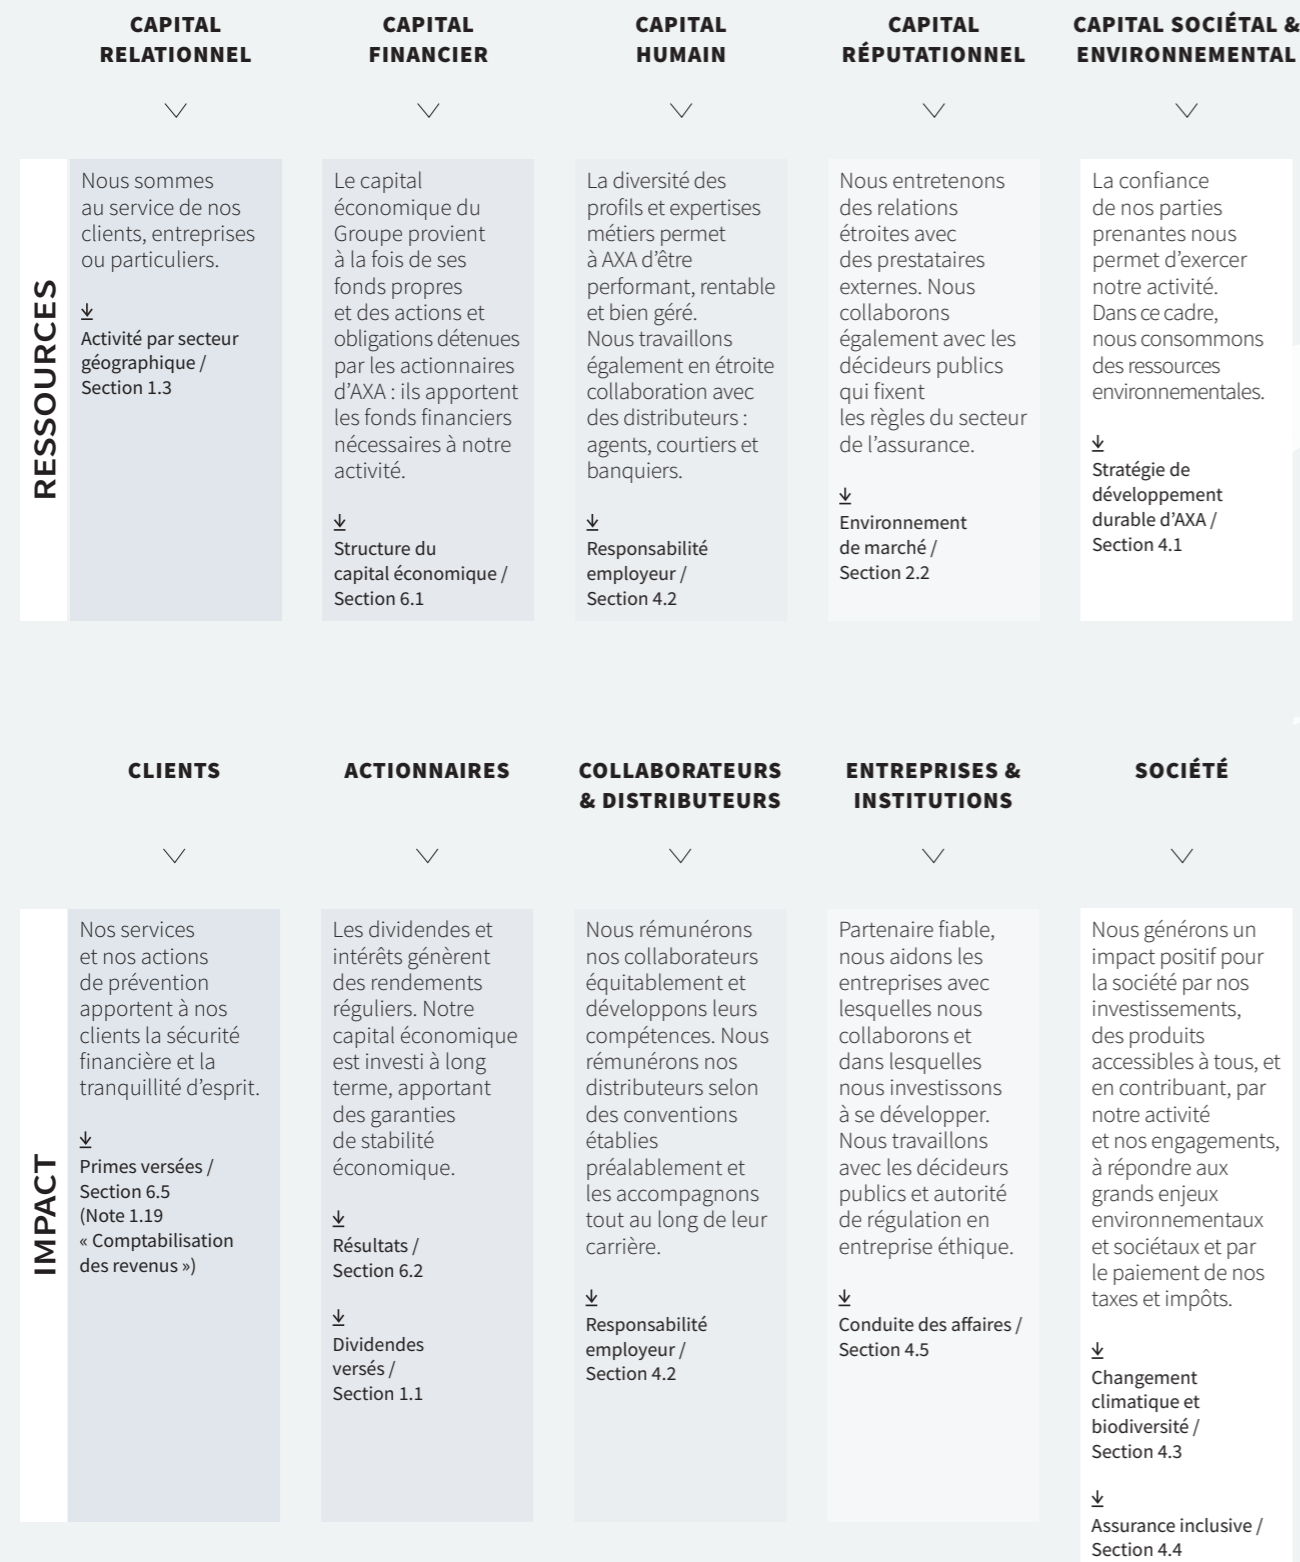 CAPITAL
RELATIONNEL
CAPITAL
FINANCIER
CAPITAL
HUMAIN
CAPITAL
RÉPUTATIONNEL
CAPITAL SOCIÉTAL &
ENVIRONNEMENTAL
RESSOURCES
Nous sommes
au service de nos
clients, entreprises
ou particuliers.
Activité par secteur
géographique /
Section 1.3
Le capital
économique du
Groupe provient
à la fois de ses
fonds propres
et des actions et
obligations détenues
par les actionnaires
d’AXA : ils apportent
les fonds financiers
nécessaires à notre
activité.
Structure du
capital économique /
Section 6.1
La diversité des
profils et expertises
métiers permet
à AXA d’être
performant, rentable
et bien géré.
Nous travaillons
également en étroite
collaboration avec
des distributeurs :
agents, courtiers et
banquiers.
Responsabilité
employeur /
Section 4.2
Nous entretenons
des relations
étroites avec
des prestataires
externes. Nous
collaborons
également avec les
décideurs publics
qui fixent
les règles du secteur
de l’assurance.
Environnement
de marché /
Section 2.2
La confiance
de nos parties
prenantes nous
permet d’exercer
notre activité.
Dans ce cadre,
nous consommons
des ressources
environnementales.
Stratégie de
développement
durable d’AXA /
Section 4.1
CLIENTS
ACTIONNAIRES
COLLABORATEURS
& DISTRIBUTEURS
ENTREPRISES &
INSTITUTIONS
SOCIÉTÉ
IMPACT
Nos services
et nos actions
de prévention
apportent à nos
clients la sécurité
financière et la
tranquillité d’esprit.
Primes versées /
Section 6.5
(Note 1.19
« Comptabilisation
des revenus »)
Les dividendes et
intérêts génèrent
des rendements
réguliers. Notre
capital économique
est investi à long
terme, apportant
des garanties
de stabilité
économique.
Résultats /
Section 6.2
Dividendes
versés /
Section 1.1
Nous rémunérons
nos collaborateurs
équitablement et
développons leurs
compétences. Nous
rémunérons nos
distributeurs selon
des conventions
établies
préalablement et
les accompagnons
tout au long de leur
carrière.
Responsabilité
employeur /
Section 4.2
Partenaire fiable,
nous aidons les
entreprises avec
lesquelles nous
collaborons et
dans lesquelles
nous investissons
à se développer.
Nous travaillons
avec les décideurs
publics et autorité
de régulation en
entreprise éthique.
Conduite des affaires /
Section 4.5
Nous générons un
impact positif pour
la société par nos
investissements,
des produits
accessibles à tous, et
en contribuant, par
notre activité
et nos engagements,
à répondre aux
grands enjeux
environnementaux
et sociétaux et par
le paiement de nos
taxes et impôts.
Changement
climatique et
biodiversité /
Section 4.3
Assurance inclusive /
Section 4.4